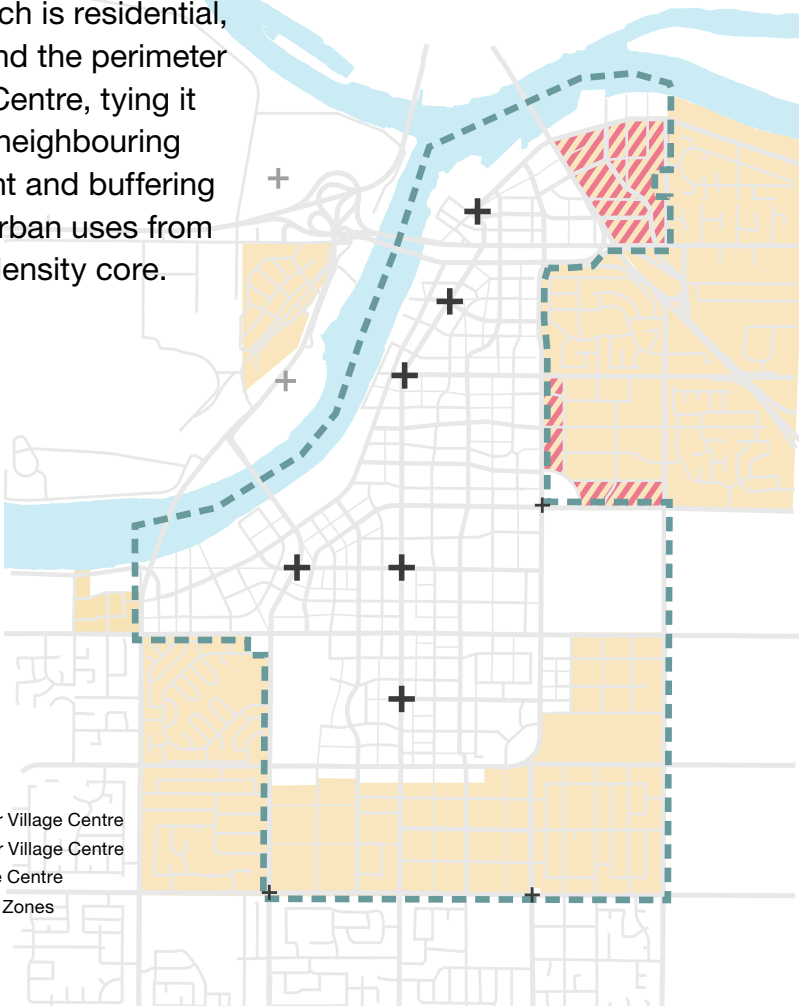 ch is residential,
nd the perimeter
Centre, tying it
neighbouring
nt and buffering
rban uses from
density core.
r Village Centre
r Village Centre
e Centre
Zones